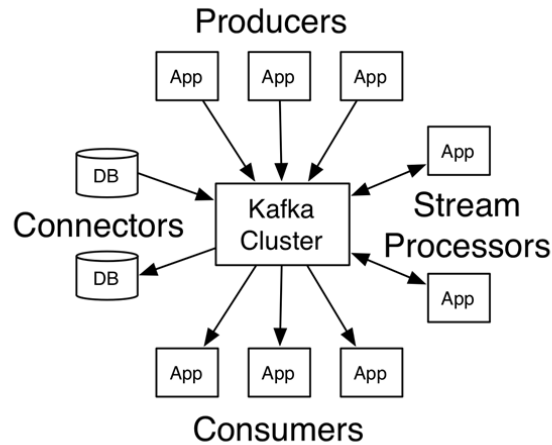 Producers
App
App
App
DB
App
Kafka
Cluster
Connectors
Stream
Processors
DB
App
App
App
App
Consumers